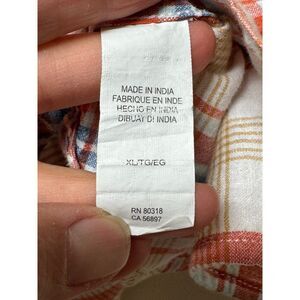 MADE IN INDIA
FABRIQUE EN INDE
HECHO EN INDIA
DIBUAT DI INDIA
XL/TG/EG
RN 80318
CA 56897